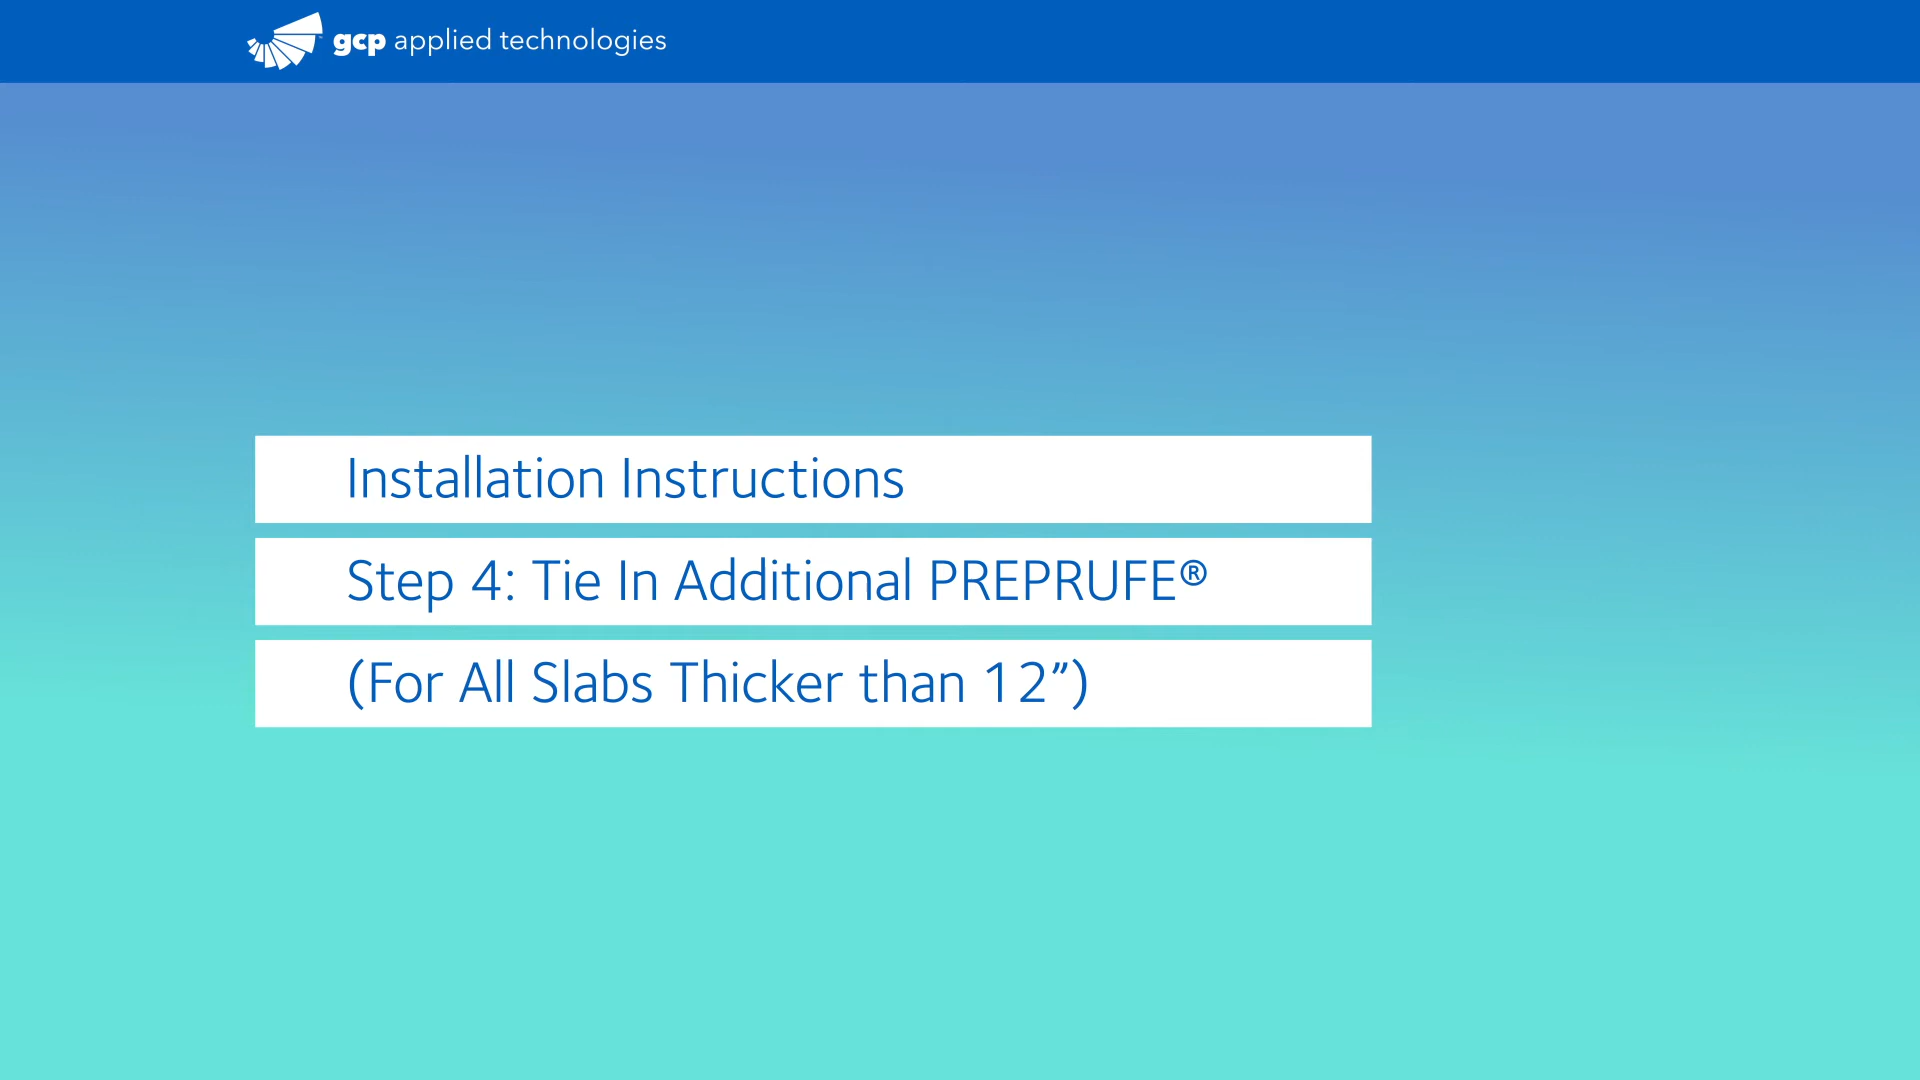 gcp applied technologies
Installation Instructions
Step 4: Tie In Additional PREPRUFE®
(For All Slabs Thicker than 12”)